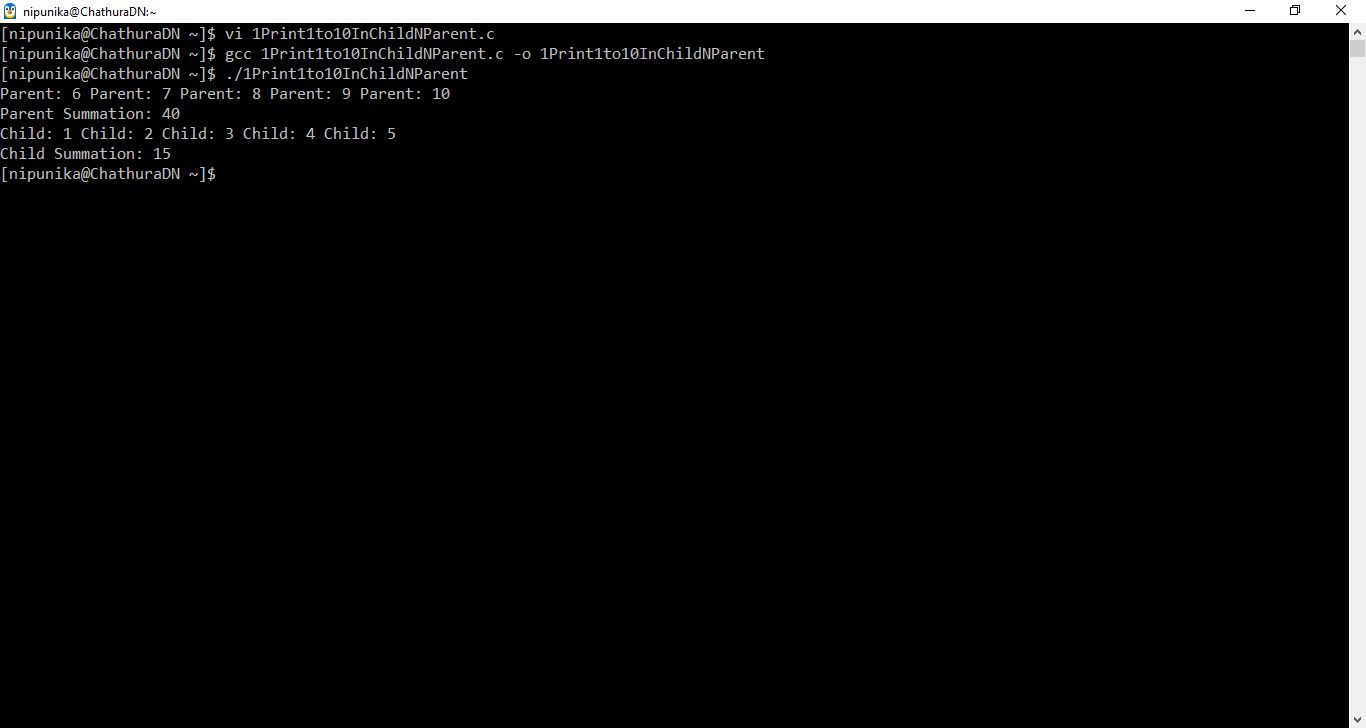 nipunika@ChathuraDN:~
[nipunika@ChathuraDN ~]$ vi 1Print1to10InChildNParent.c
[nipunika@ChathuraDN ~]$ gcc 1Print1to10InChildNParent.c -o 1Print1to10InChildNParent
[nipunika@ChathuraDN ~]$ ./1Print1to10InChildNParent
Parent: 6 Parent: 7 Parent: 8 Parent: 9 Parent: 10
Parent Summation: 40
Child: 1 Child: 2 Child: 3 Child: 4 Child: 5
Child Summation: 15
[nipunika@ChathuraDN ~]$